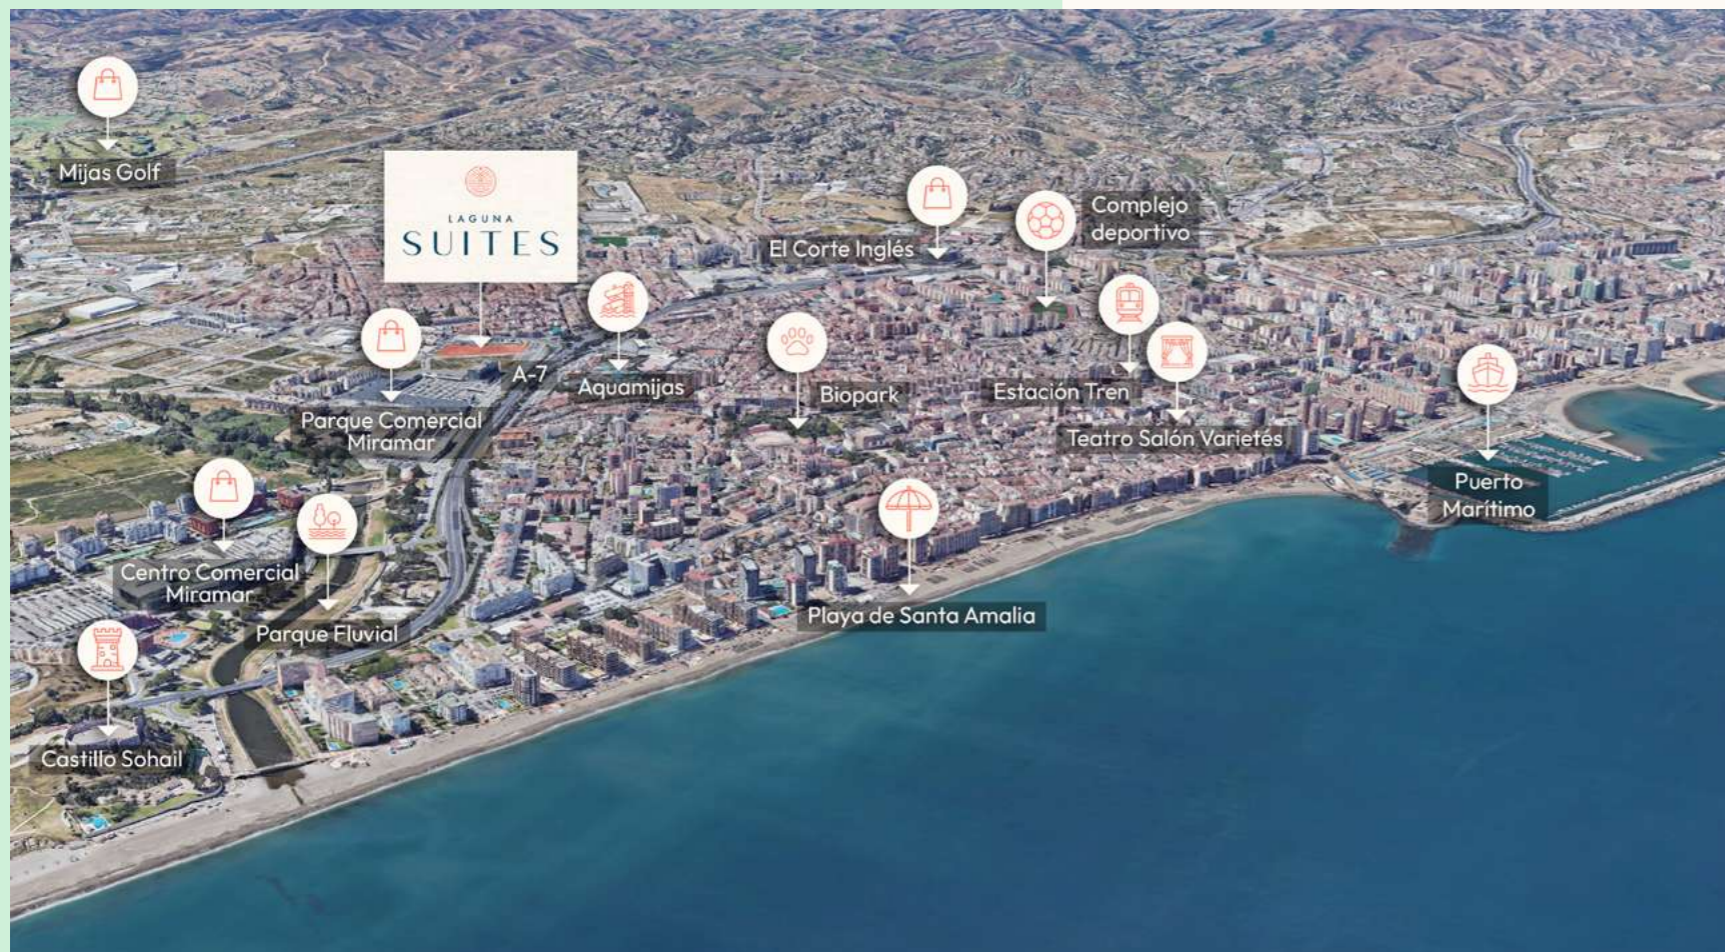 Mijas Golf
LAGUNA
SUITES
El Corte Inglés
Complejo
deportivo
A-7
Aquamijas
Biopark
Estación Tren
Parque Comercial
Miramar
Teatro Salón Varietés
Puerto
Marítimo
Centro Comercial
Miramar
Parque Fluvial
Playa de Santa Amalia
Castillo Sohail